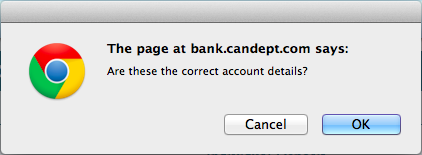 The page at bank.candept.com says:
Are these the correct account details?
Cancel OK